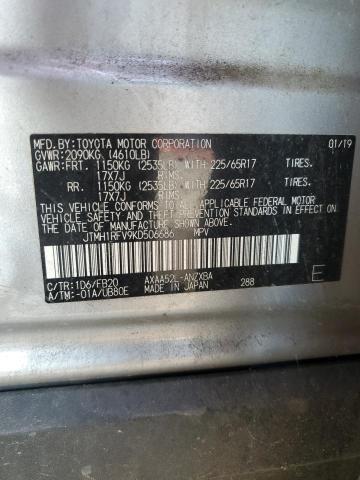 MFD.BY:TOYOTA MOTOR CORPORATION 01/19
GVWR:2090KG (4610LB)
GAWR:FRT. 1150KG (2535LB) WITH 225/65R17 TIRES.
17X7J RIMS.
RR. 1150KG (2535LB) WITH 225/65R17 TIRES.
17X7J RIMS.
THIS VEHICLE CONFORMS TO ALL APPLICABLE FEDERAL
MOTOR VEHICLE SAFETY, BUMPER, AND THEFT PREVENTION
STANDARDS IN EFFECT ON THE DATE OF
MANUFACTURE SHOWN ABOVE.
JTMH1RFV9KD506686 MPV
C/TR:1D6/FB20 AXAA52L-ANZXBA E
A/TM:-01A/UB80E MADE IN JAPAN 288